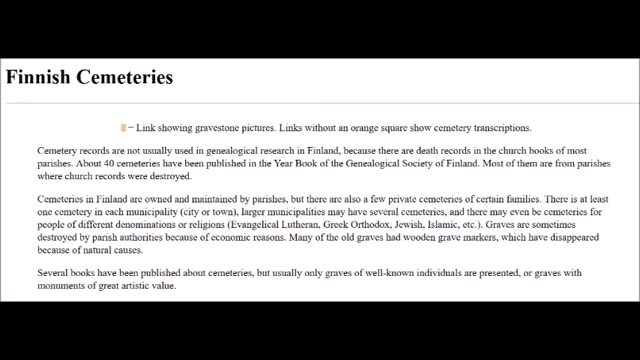 Finnish Cemeteries
– Link showing gravestone pictures. Links without an orange square show cemetery transcriptions.
Cemetery records are not usually used in genealogical research in Finland, because there are death records in the church books of most
parishes. About 40 cemeteries have been published in the Year Book of the Genealogical Society of Finland. Most of them are from parishes
where church records were destroyed.
Cemeteries in Finland are owned and maintained by parishes, but there are also a few private cemeteries of certain families. There is at least
one cemetery in each municipality (city or town), larger municipalities may have several cemeteries, and there may even be cemeteries for
people of different denominations or religions (Evangelical Lutheran, Greek Orthodox, Jewish, Islamic, etc.). Graves are sometimes
destroyed by parish authorities because of economic reasons. Many of the old graves had wooden grave markers, which have disappeared
because of natural causes.
Several books have been published about cemeteries, but usually only graves of well-known individuals are presented, or graves with
monuments of great artistic value.